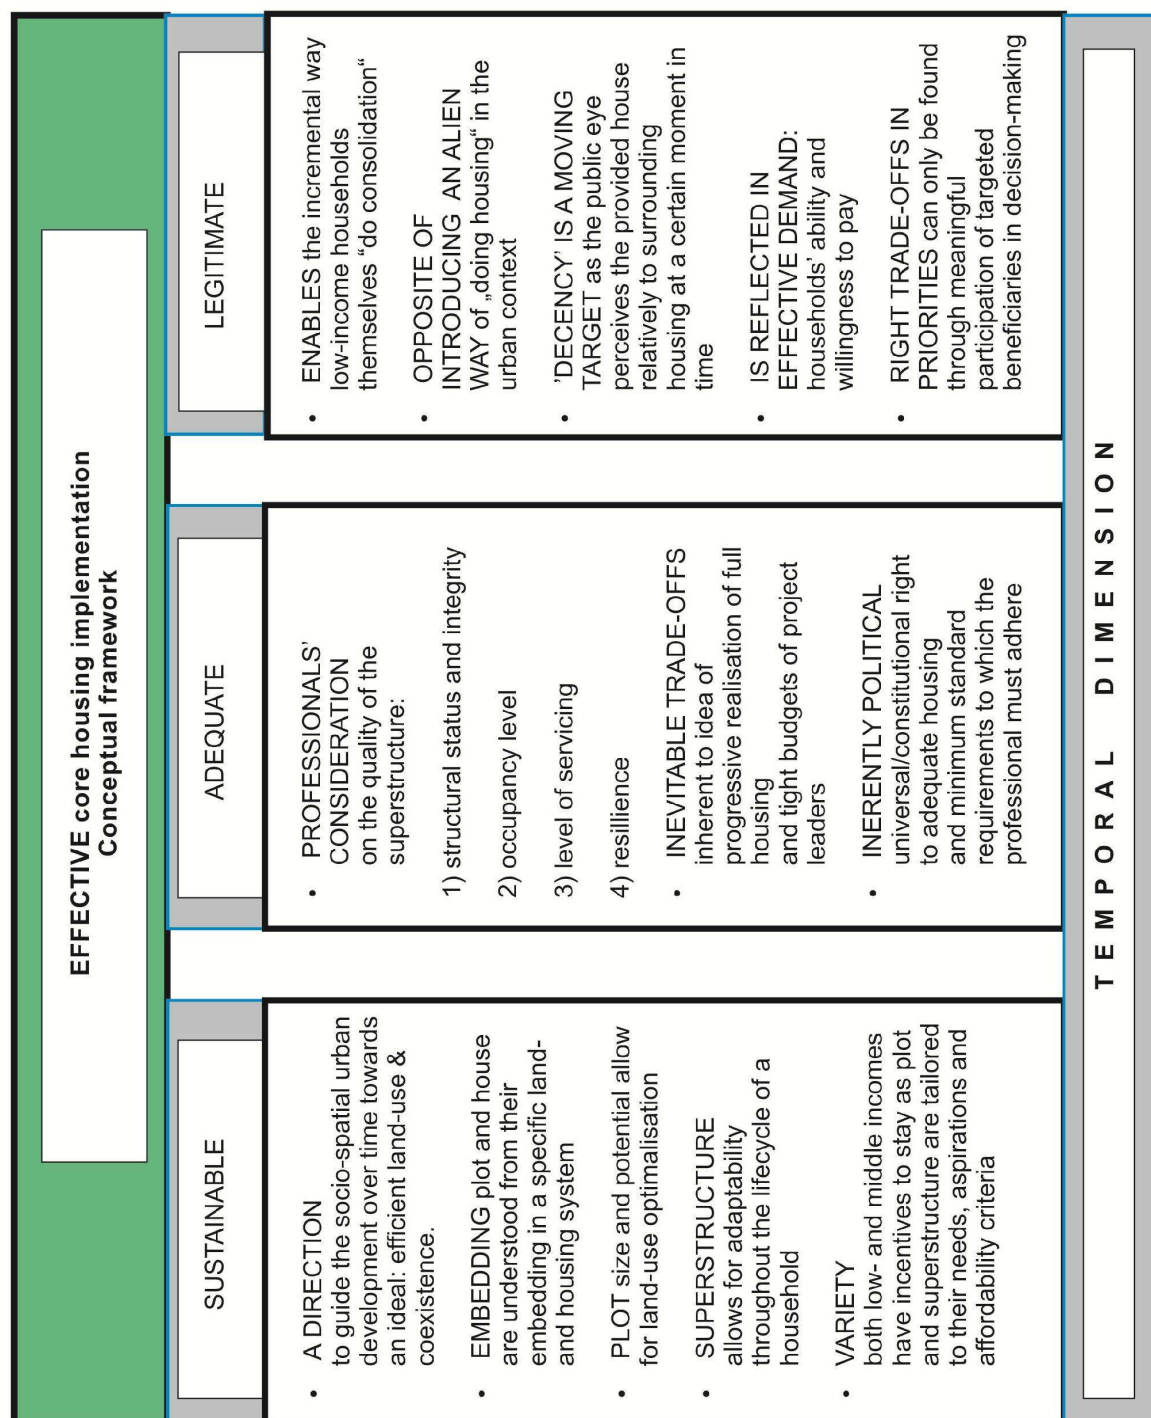 EFFECTIVE core housing implementation
Conceptual framework
SUSTAINABLE
• A DIRECTION
to guide the socio-spatial urban
development over time towards
an ideal: efficient land-use &
coexistence.
• EMBEDDING plot and house
are understood from their
embedding in a specific land-
and housing system
• PLOT size and potential allow
for land-use optimalisation
• SUPERSTRUCTURE
allows for adaptability
throughout the lifecycle of a
household
• VARIETY
both low- and middle incomes
have incentives to stay as plot
and superstructure are tailored
to their needs, aspirations and
affordability criteria
ADEQUATE
• PROFESSIONALS’
CONSIDERATION
on the quality of the
superstructure:
1) structural status and integrity
2) occupancy level
3) level of servicing
4) resillience
• INEVITABLE TRADE-OFFS
inherent to idea of
progressive realisation of full
housing
and tight budgets of project
leaders
• INERENTLY POLITICAL
universal/constitutional right
to adequate housing
and minimum standard
requirements to which the
professional must adhere
LEGITIMATE
• ENABLES the incremental way
low-income households
themselves “do consolidation“
• OPPOSITE OF
INTRODUCING AN ALIEN
WAY of „doing housing“ in the
urban context
• ’DECENCY’ IS A MOVING
TARGET as the public eye
perceives the provided house
relatively to surrounding
housing at a certain moment in
time
• IS REFLECTED IN
EFFECTIVE DEMAND:
households’ ability and
willingness to pay
• RIGHT TRADE-OFFS IN
PRIORITIES can only be found
through meaningful
participation of targeted
beneficiaries in decision-making
TEMPORAL DIMENSION